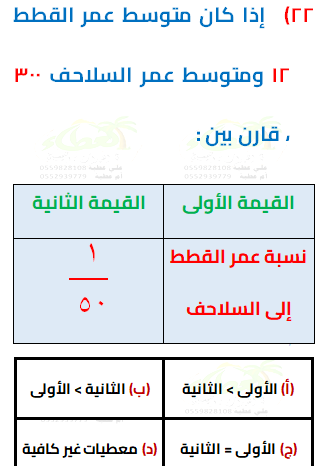 ٢٢) إذا كان متوسط عمر القطط
١٢ ومتوسط عمر السلاحف ٣٠٠
، قارن بين :
القيمة الأولى القيمة الثانية
نسبة عمر القطط
إلى السلاحف
١
٥٠
(أ) الأولى > الثانية (ب) الثانية > الأولى
(ج) الأولى = الثانية (د) معطيات غير كافية